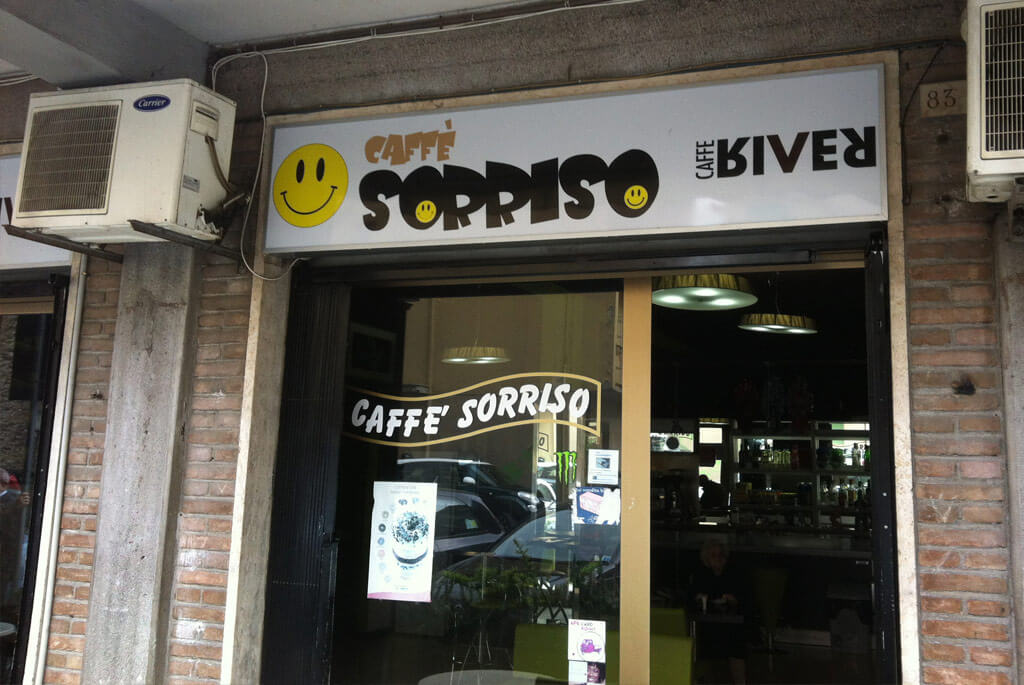 Carrier
CAFFÈ
SORRISO
CAFFE
RIVER
83
CAFFE' SORRISO